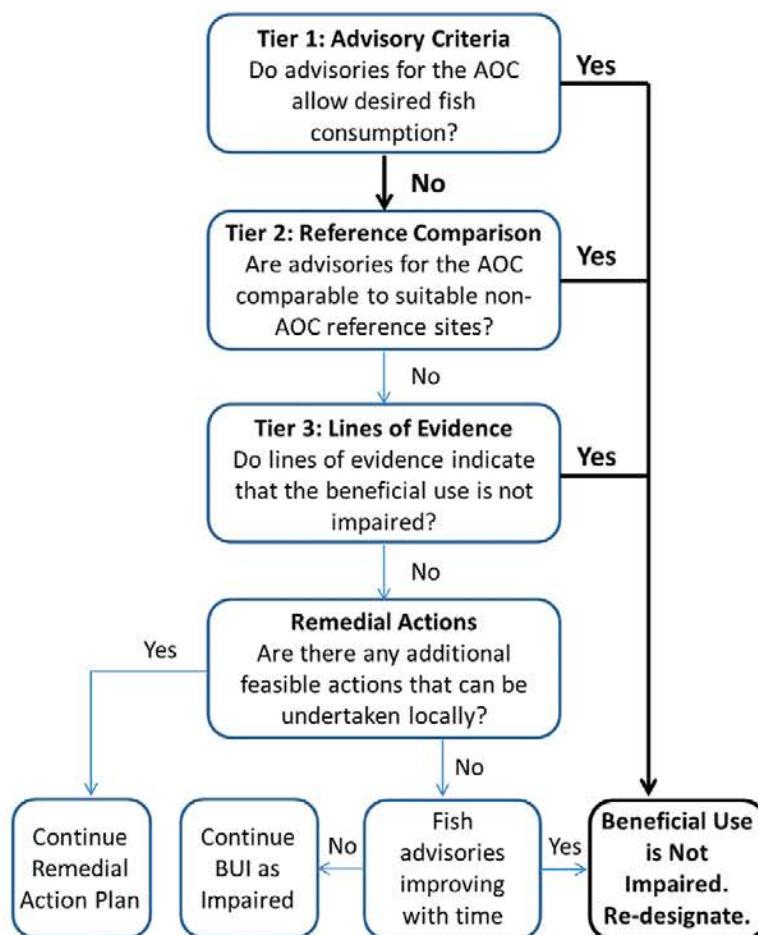 Tier 1: Advisory Criteria
Do advisories for the AOC
allow desired fish
consumption?
Yes
No
Tier 2: Reference Comparison
Are advisories for the AOC
comparable to suitable non-
AOC reference sites?
Yes
No
Tier 3: Lines of Evidence
Do lines of evidence indicate
that the beneficial use is not
impaired?
Yes
No
Remedial Actions
Are there any additional
feasible actions that can be
undertaken locally?
Yes
No
Continue
Remedial
Action Plan
Continue
BUI as
Impaired
No
Fish
advisories
improving
with time
Yes
Beneficial Use
is Not
Impaired.
Re-designate.